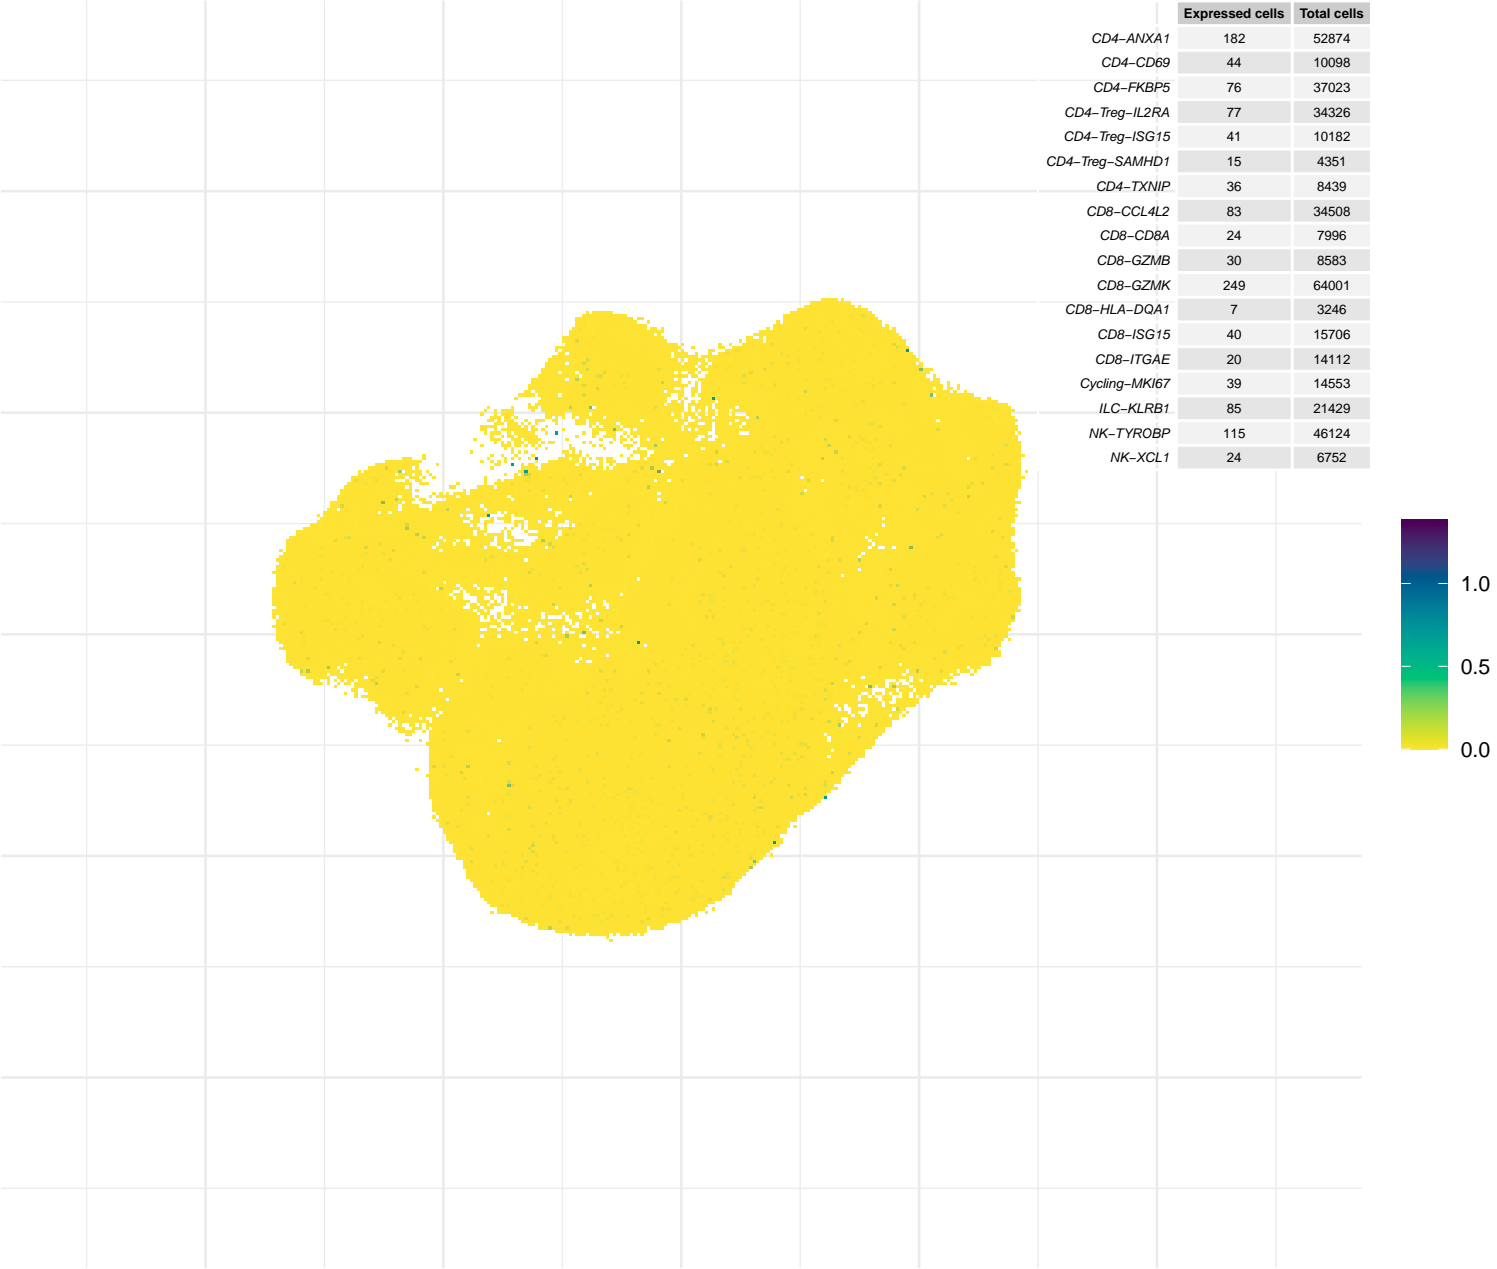 Expressed cells Total cells
CD4−ANXA1 182 52874
CD4−CD69 44 10098
CD4−FKBP5 76 37023
CD4−Treg−IL2RA 77 34326
CD4−Treg−ISG15 41 10182
CD4−Treg−SAMHD1 15 4351
CD4−TXNIP 36 8439
CD8−CCL4L2 83 34508
CD8−CD8A 24 7996
CD8−GZMB 30 8583
CD8−GZMK 249 64001
CD8−HLA−DQA1 7 3246
CD8−ISG15 40 15706
CD8−ITGAE 20 14112
Cycling−MKI67 39 14553
ILC−KLRB1 85 21429
NK−TYROBP 115 46124
NK−XCL1 24 6752
1.0
0.5
0.0